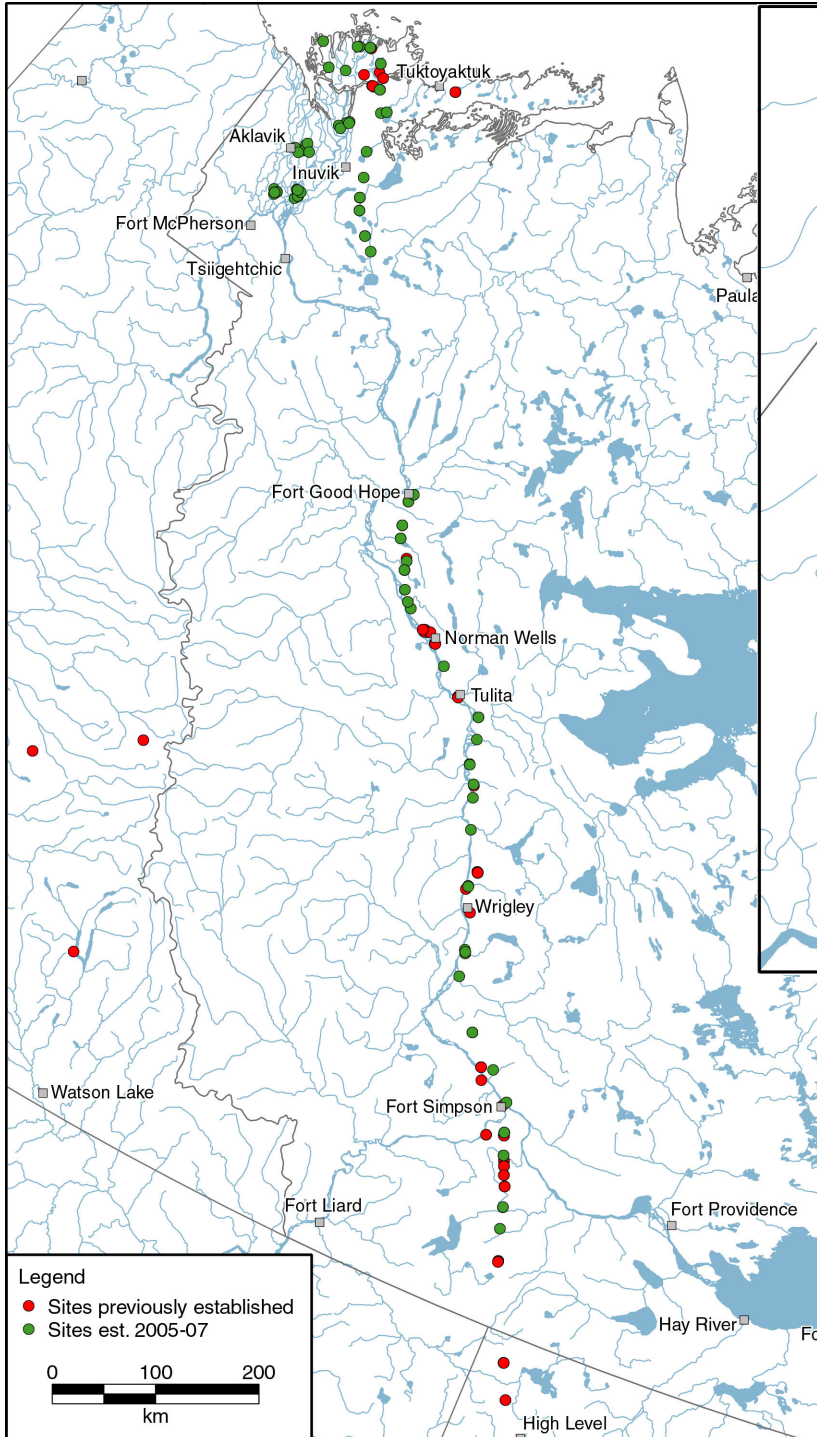 Tuktoyaktuk
Aklavik
Inuvik
Fort McPherson
Tsiigehtchic
Paula
Fort Good Hope
Norman Wells
Tulita
Wrigley
Watson Lake
Fort Simpson
Fort Liard
Fort Providence
Hay River
Fo
High Level
Legend
Sites previously established
Sites est. 2005-07
0 100 200
km